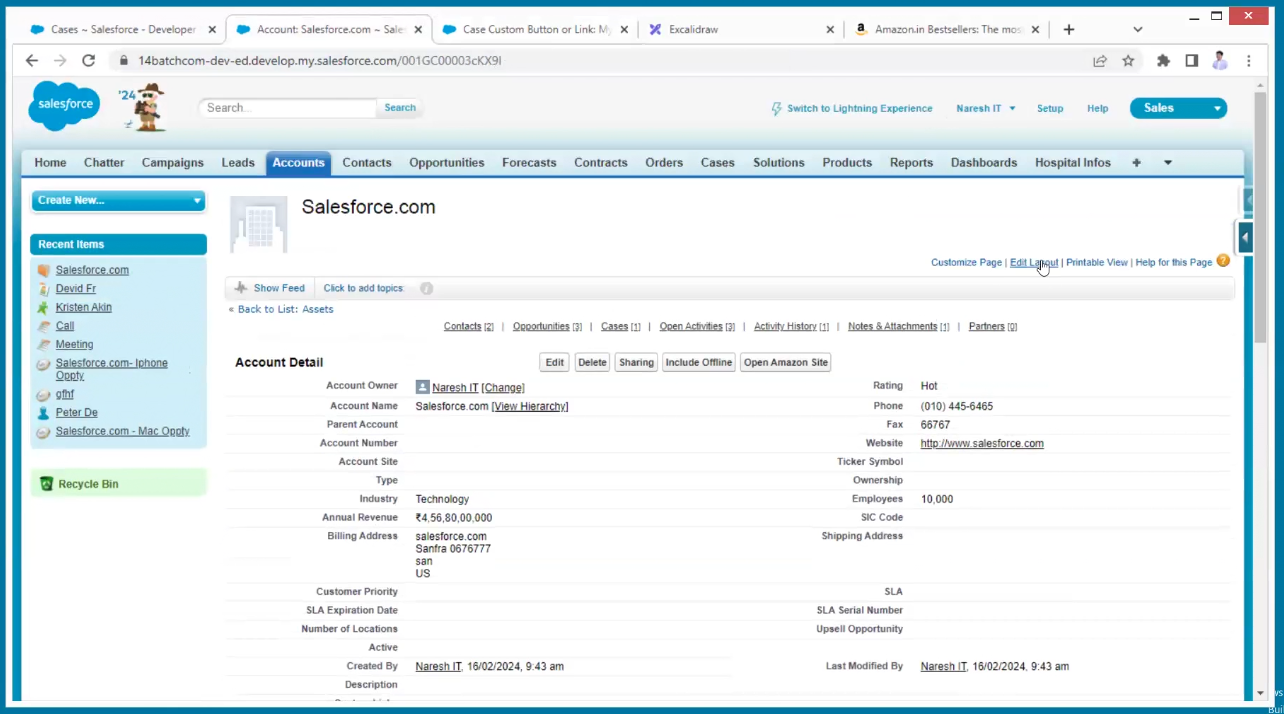 Cases ~ Salesforce - Developer
Account: Salesforce.com ~ Sale
Case Custom Button or Link: My
Excalidraw
Amazon.in Bestsellers: The mos
14batchcom-dev-ed.develop.my.salesforce.com/001GC00003cKX9I
salesforce
'24
Search...
Search
Switch to Lightning Experience
Naresh IT
Setup
Help
Sales
Home Chatter Campaigns Leads Accounts Contacts Opportunities Forecasts Contracts Orders Cases Solutions Products Reports Dashboards Hospital Infos +
Create New...
Recent Items
Salesforce.com
Devid Fr
Kristen Akin
Call
Meeting
Salesforce.com- Iphone
Oppty
gfhf
Peter De
Salesforce.com - Mac Oppty
Recycle Bin
Salesforce.com
Customize Page | Edit Layout | Printable View | Help for this Page
Show Feed
Click to add topics:
« Back to List: Assets
Contacts [2] | Opportunities [3] | Cases [1] | Open Activities [3] | Activity History [1] | Notes & Attachments [1] | Partners [0]
Account Detail
Edit Delete Sharing Include Offline Open Amazon Site
Account Owner Naresh IT [Change] Rating Hot
Account Name Salesforce.com [View Hierarchy] Phone (010) 445-6465
Parent Account Fax 66767
Account Number Website http://www.salesforce.com
Account Site Ticker Symbol
Type Ownership
Industry Technology Employees 10,000
Annual Revenue ₹4,56,80,00,000 SIC Code
Billing Address salesforce.com Shipping Address
Sanfra 0676777
san
US
Customer Priority SLA
SLA Expiration Date SLA Serial Number
Number of Locations Upsell Opportunity
Active
Created By Naresh IT, 16/02/2024, 9:43 am Last Modified By Naresh IT, 16/02/2024, 9:43 am
Description